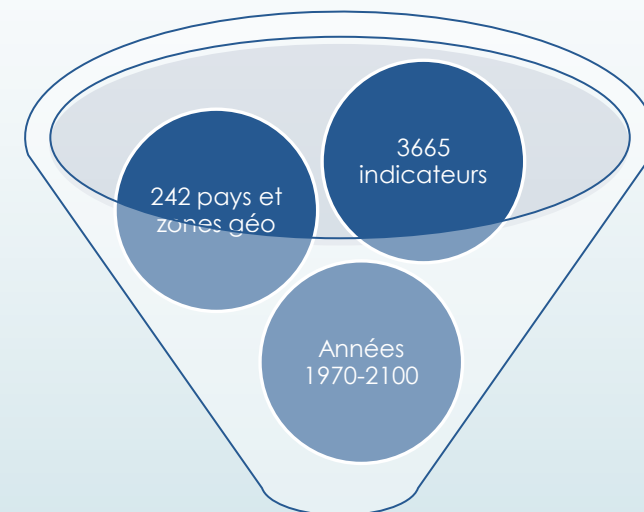 242 pays et
zones géo
3665
indicateurs
Années
1970-2100